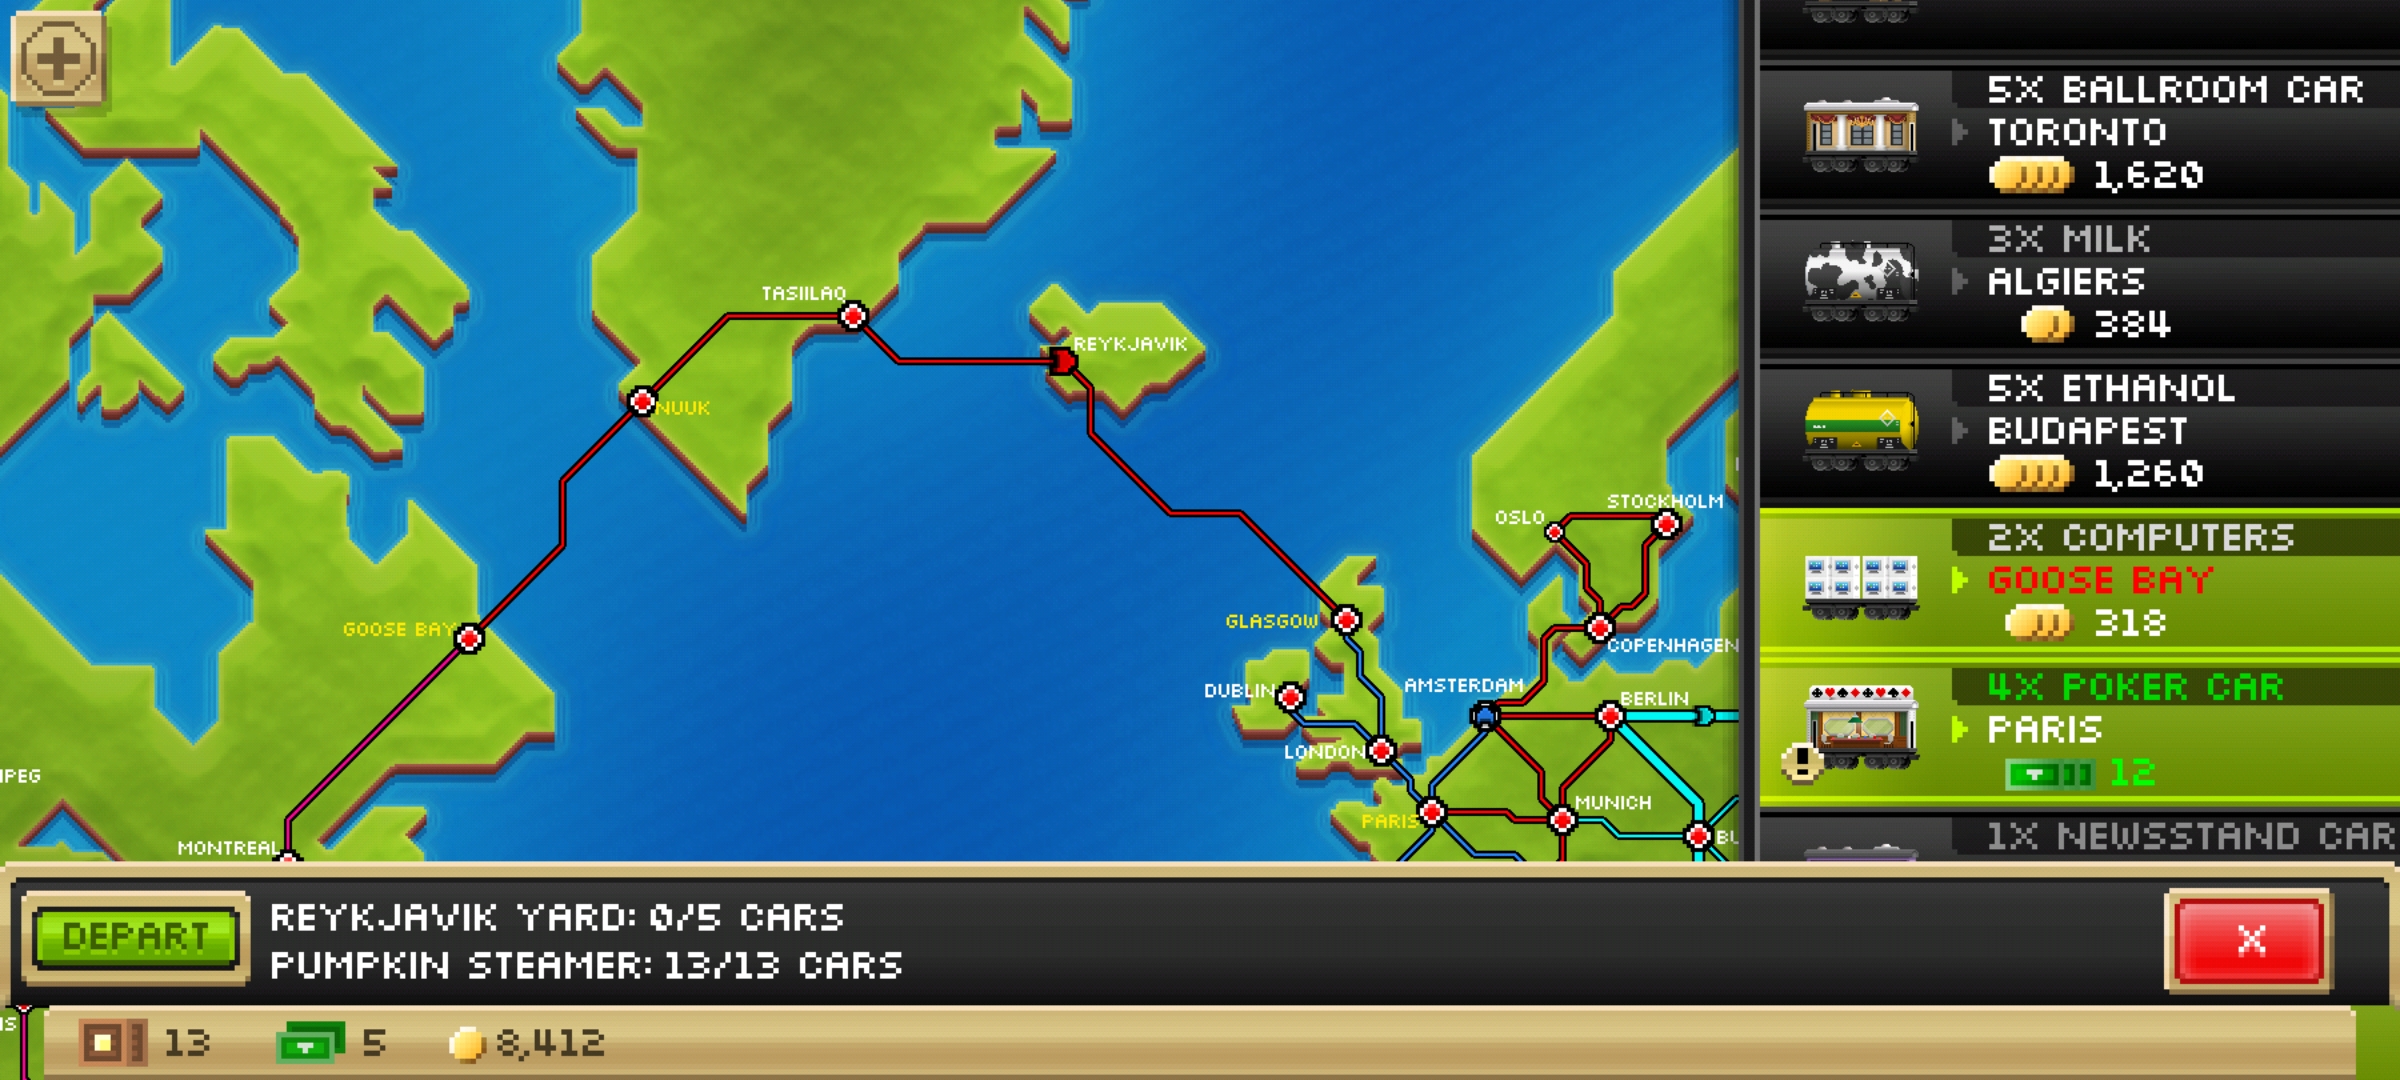 5X BALLROOM CAR
TORONTO
1,620
3X MILK
ALGIERS
384
5X ETHANOL
BUDAPEST
1,260
2X COMPUTERS
GOOSE BAY
318
4X POKER CAR
PARIS
12
1X NEWSSTAND CAR
TASIILAQ
REYKJAVIK
NUUK
STOCKHOLM
OSLO
GLASGOW
GOOSE BAY
COPENHAGEN
AMSTERDAM
DUBLIN
BERLIN
LONDON
IPEG
MUNICH
PARIS
BU
MONTREAL
DEPART
REYKJAVIK YARD: 0/5 CARS
PUMPKIN STEAMER: 13/13 CARS
X
IS
13
5
8,412